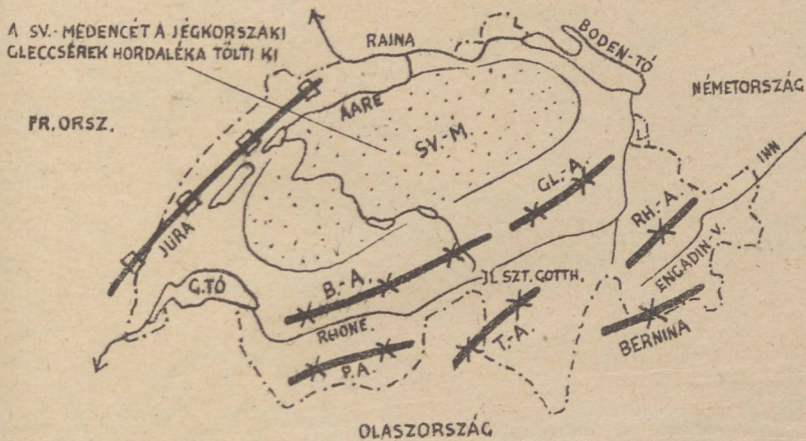 A SV.-MEDENCÉT A JÉGKORSZAKI
GLECCSEREK HORDALÉKA TÖLTI KI
RAJNA
L.
BODEN-TÓ
NÉMETORSZÁG
FR.ORSZ.
AARE
SV.-M.
LI
INN
GL.-A.
RH.-A.
JURA
ENGADIN-V.
G.TÓ
B.-A.
SZT. GOTTH.
RHONE.
T.-A.
BERNINA
P.A.
OLASZORSZÁG